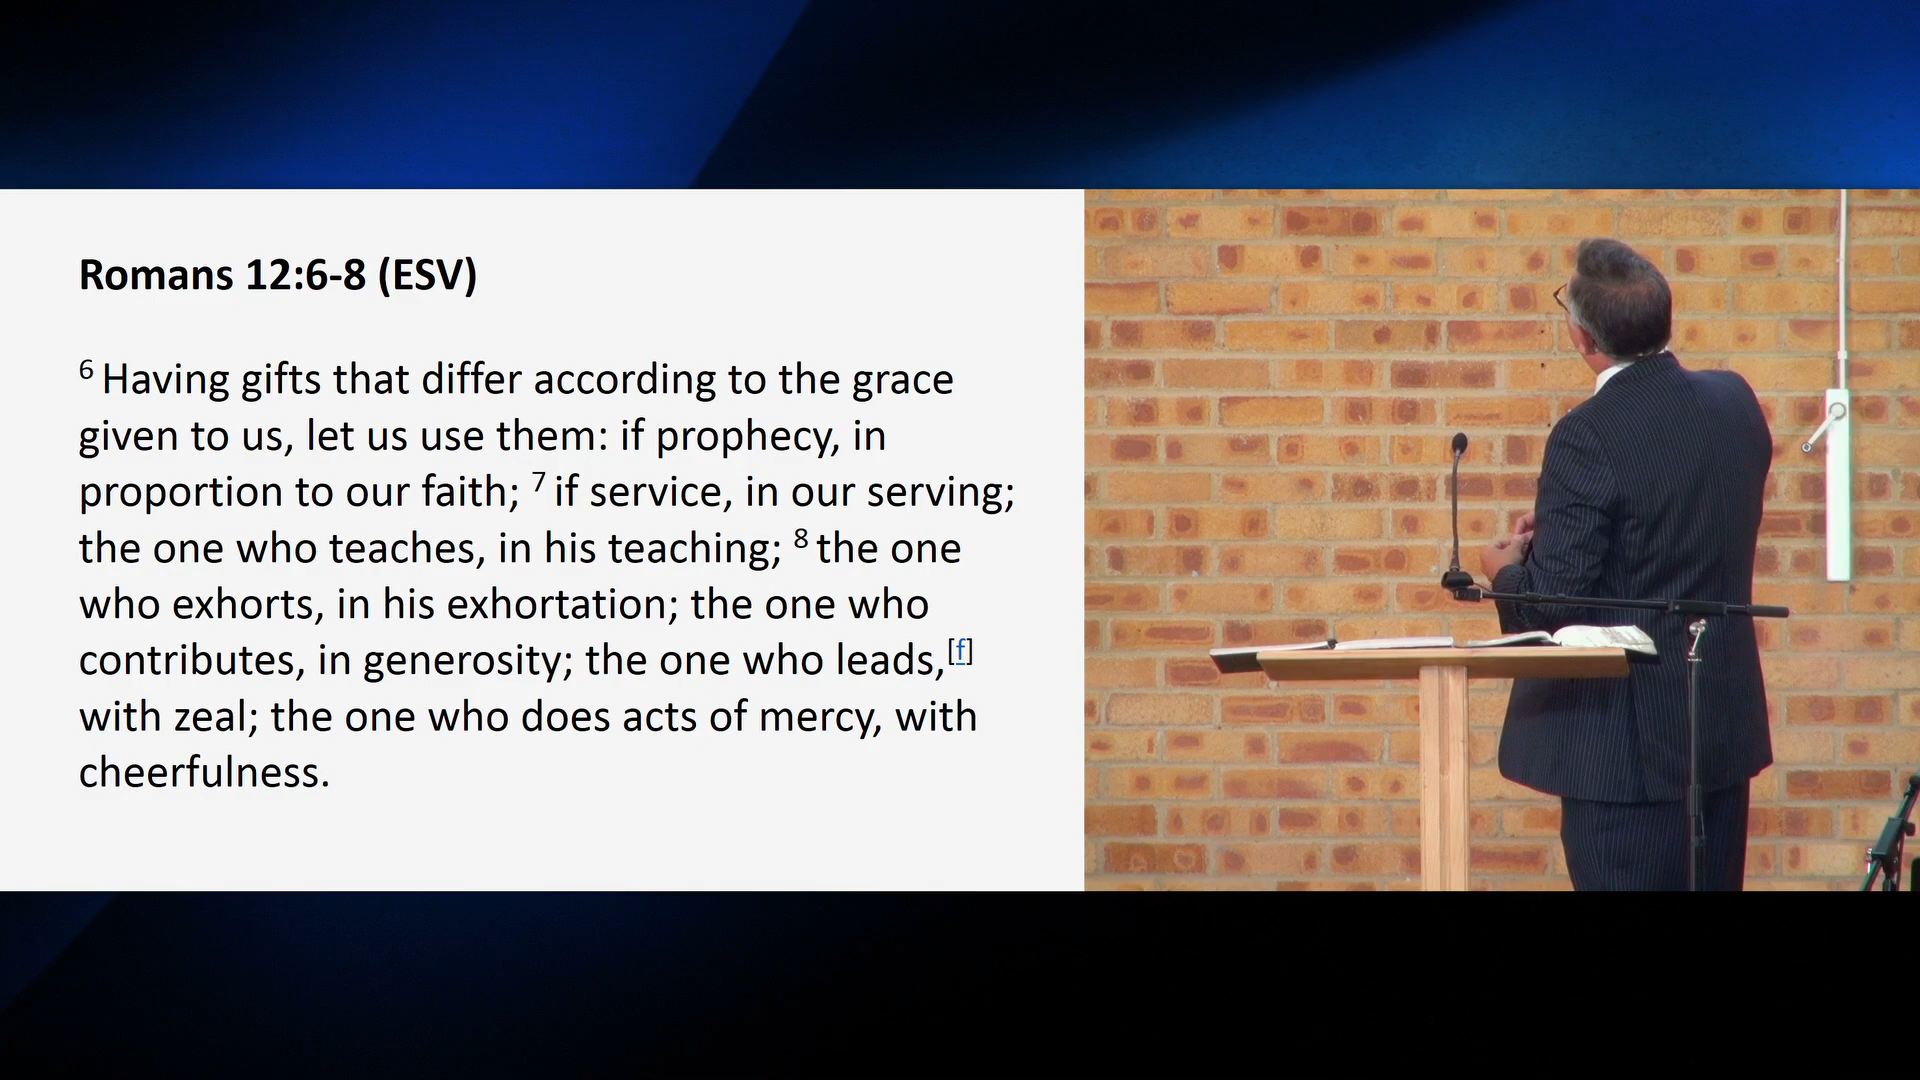 Romans 12:6-8 (ESV)
6 Having gifts that differ according to the grace
given to us, let us use them: if prophecy, in
proportion to our faith; 7 if service, in our serving;
the one who teaches, in his teaching; 8 the one
who exhorts, in his exhortation; the one who
contributes, in generosity; the one who leads,[f]
with zeal; the one who does acts of mercy, with
cheerfulness.